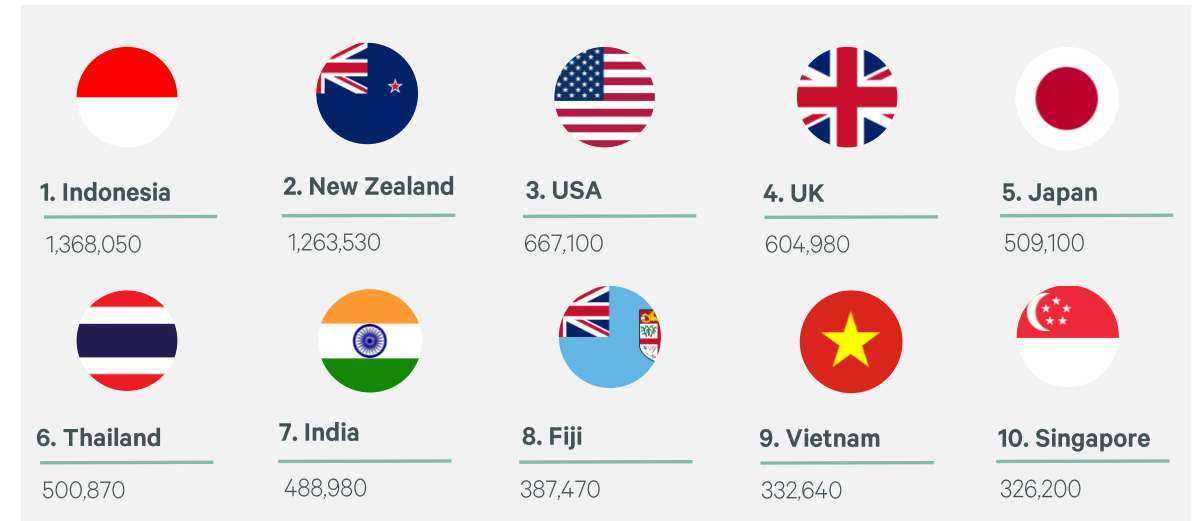 1. Indonesia
1,368,050
2. New Zealand
1,263,530
3. USA
667,100
4. UK
604,980
5. Japan
509,100
6. Thailand
500,870
7. India
488,980
8. Fiji
387,470
9. Vietnam
332,640
10. Singapore
326,200